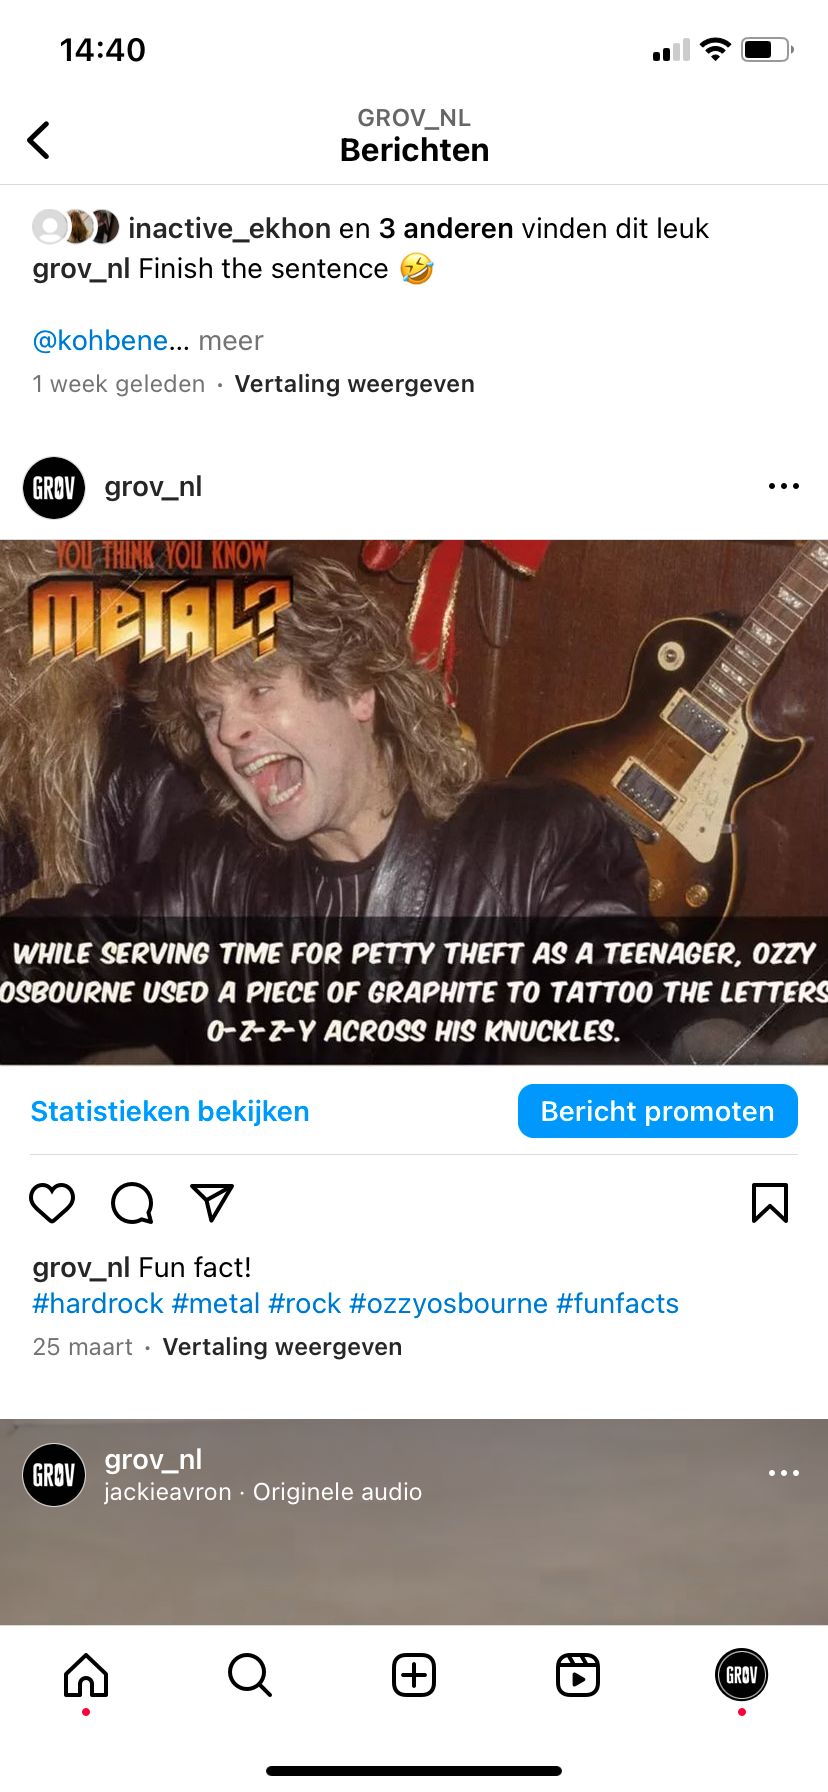 14:40
GROV_NL
Berichten
inactive_ekhon en 3 anderen vinden dit leuk
grov_nl Finish the sentence 🤣
@kohbene... meer
1 week geleden · Vertaling weergeven
GRØV
grov_nl
YOU THINK YOU KNOW
METAL?
WHILE SERVING TIME FOR PETTY THEFT AS A TEENAGER, OZZY
OSBOURNE USED A PIECE OF GRAPHITE TO TATTOO THE LETTERS
O-Z-Z-Y ACROSS HIS KNUCKLES.
Statistieken bekijken
Bericht promoten
grov_nl Fun fact!
#hardrock #metal #rock #ozzyosbourne #funfacts
25 maart · Vertaling weergeven
GRØV
grov_nl
jackieavron · Originele audio
GRØV